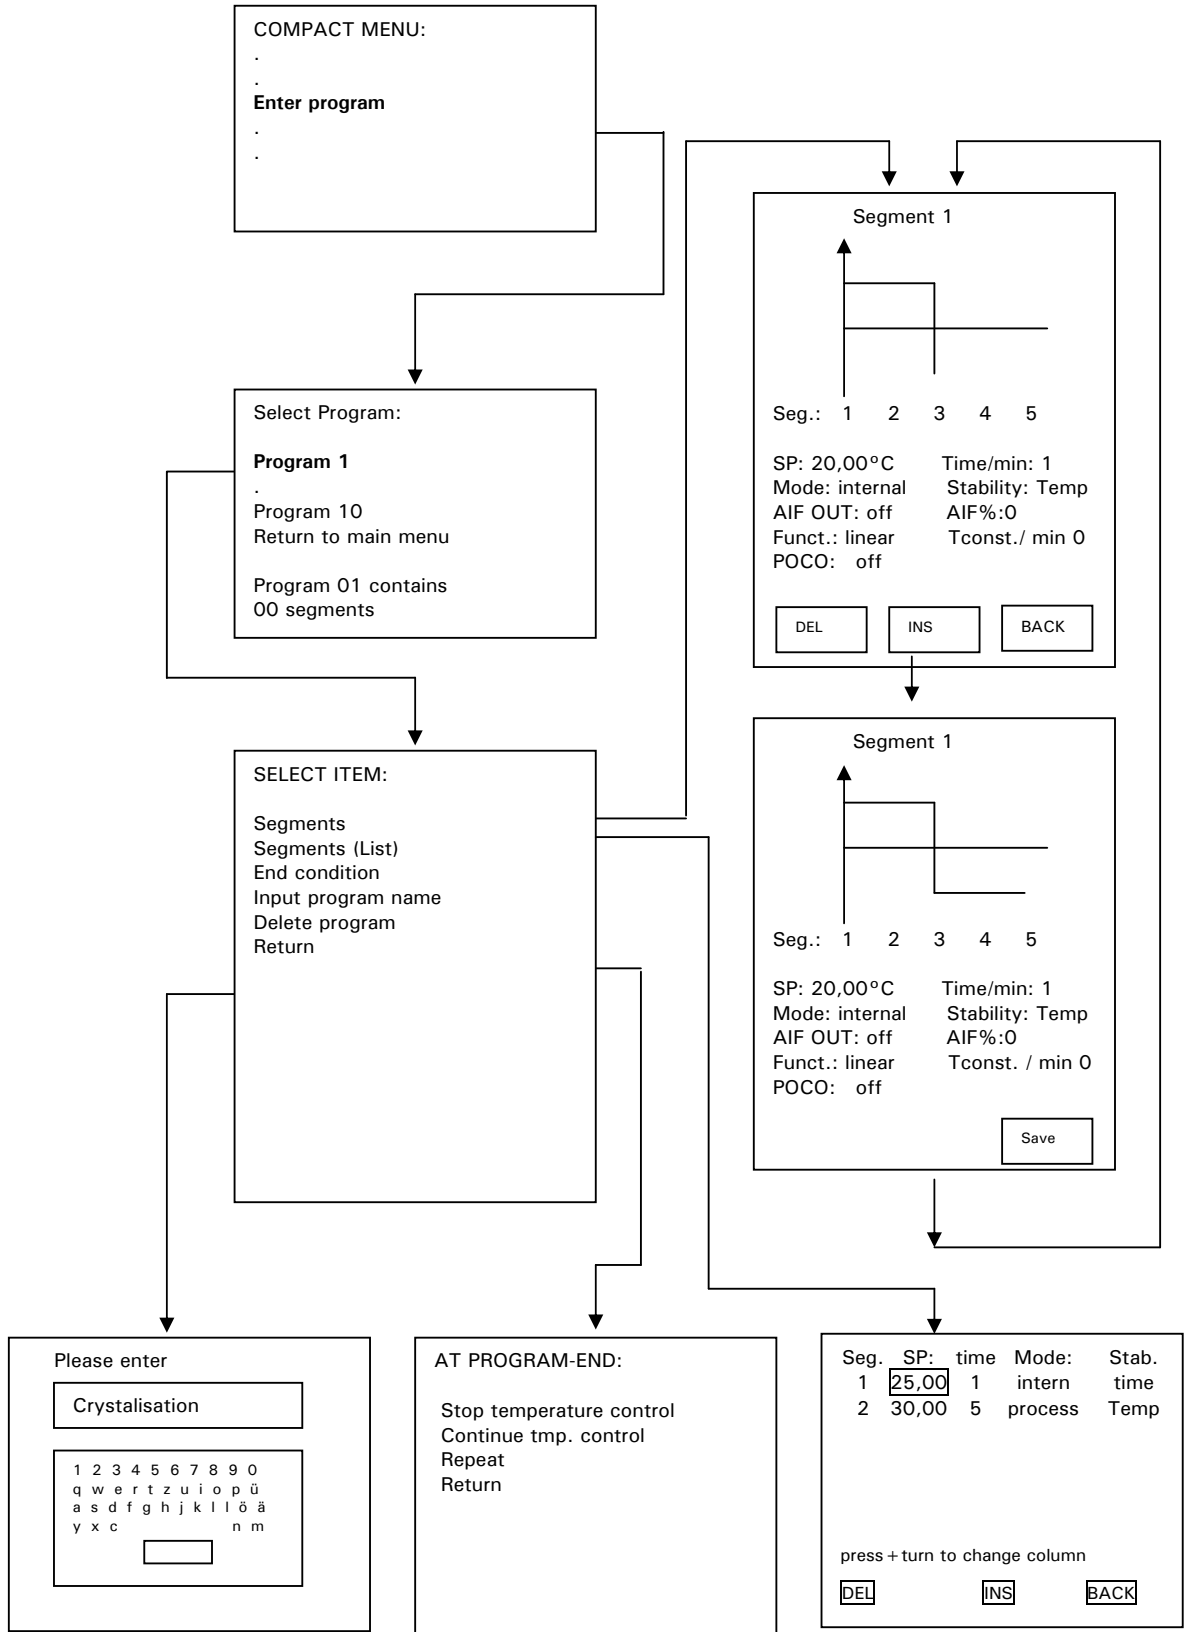 COMPACT MENU:
.
.
Enter program
.
.
Select Program:
Program 1
.
Program 10
Return to main menu
Program 01 contains
00 segments
SELECT ITEM:
Segments
Segments (List)
End condition
Input program name
Delete program
Return
Segment 1
Seg.: 1 2 3 4 5
SP: 20,00°C Time/min: 1
Mode: internal Stability: Temp
AIF OUT: off AIF%:0
Funct.: linear Tconst./ min 0
POCO: off
DEL INS BACK
Segment 1
Seg.: 1 2 3 4 5
SP: 20,00°C Time/min: 1
Mode: internal Stability: Temp
AIF OUT: off AIF%:0
Funct.: linear Tconst. / min 0
POCO: off
Save
Please enter
Crystalisation
1 2 3 4 5 6 7 8 9 0
q w e r t z u i o p ü
a s d f g h j k l l ö ä
y x c n m
AT PROGRAM-END:
Stop temperature control
Continue tmp. control
Repeat
Return
Seg. SP: time Mode: Stab.
1 25,00 1 intern time
2 30,00 5 process Temp
press+turn to change column
DEL INS BACK